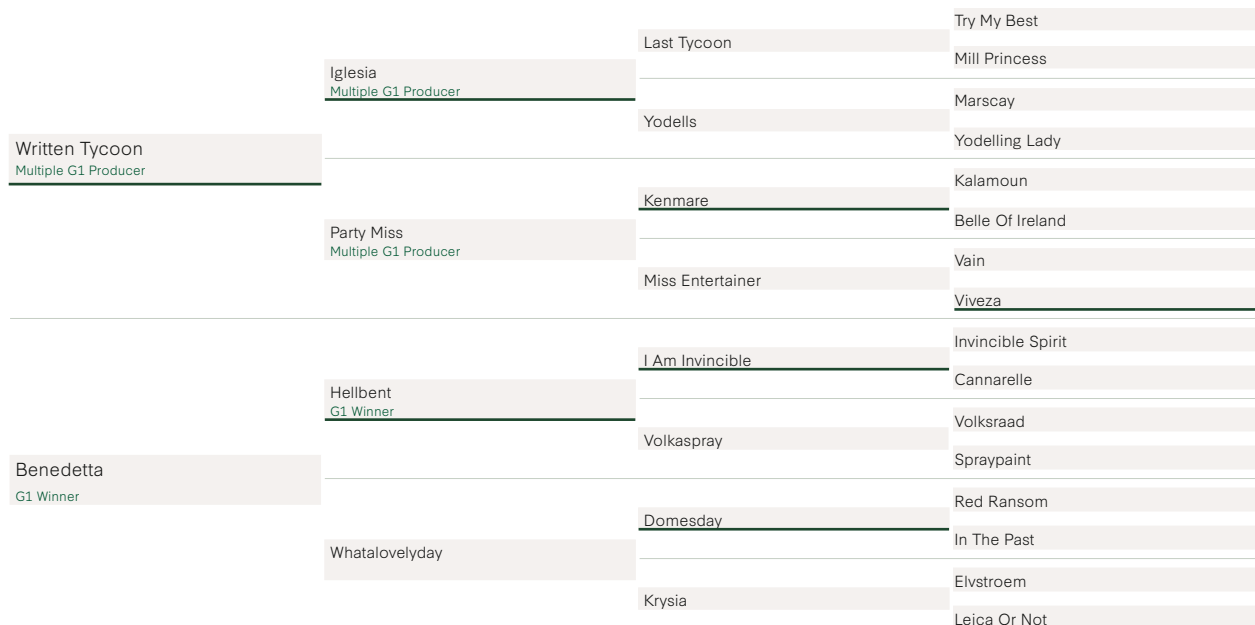 Written Tycoon
Multiple G1 Producer
Benedetta
G1 Winner
Iglesia
Multiple G1 Producer
Party Miss
Multiple G1 Producer
Hellbent
G1 Winner
Whatalovelyday
Last Tycoon
Yodells
Kenmare
Miss Entertainer
I Am Invincible
Volkaspray
Domesday
Krysia
Try My Best
Mill Princess
Marscay
Yodelling Lady
Kalamoun
Belle Of Ireland
Vain
Viveza
Invincible Spirit
Cannarelle
Volksraad
Spraypaint
Red Ransom
In The Past
Elvstroem
Leica Or Not